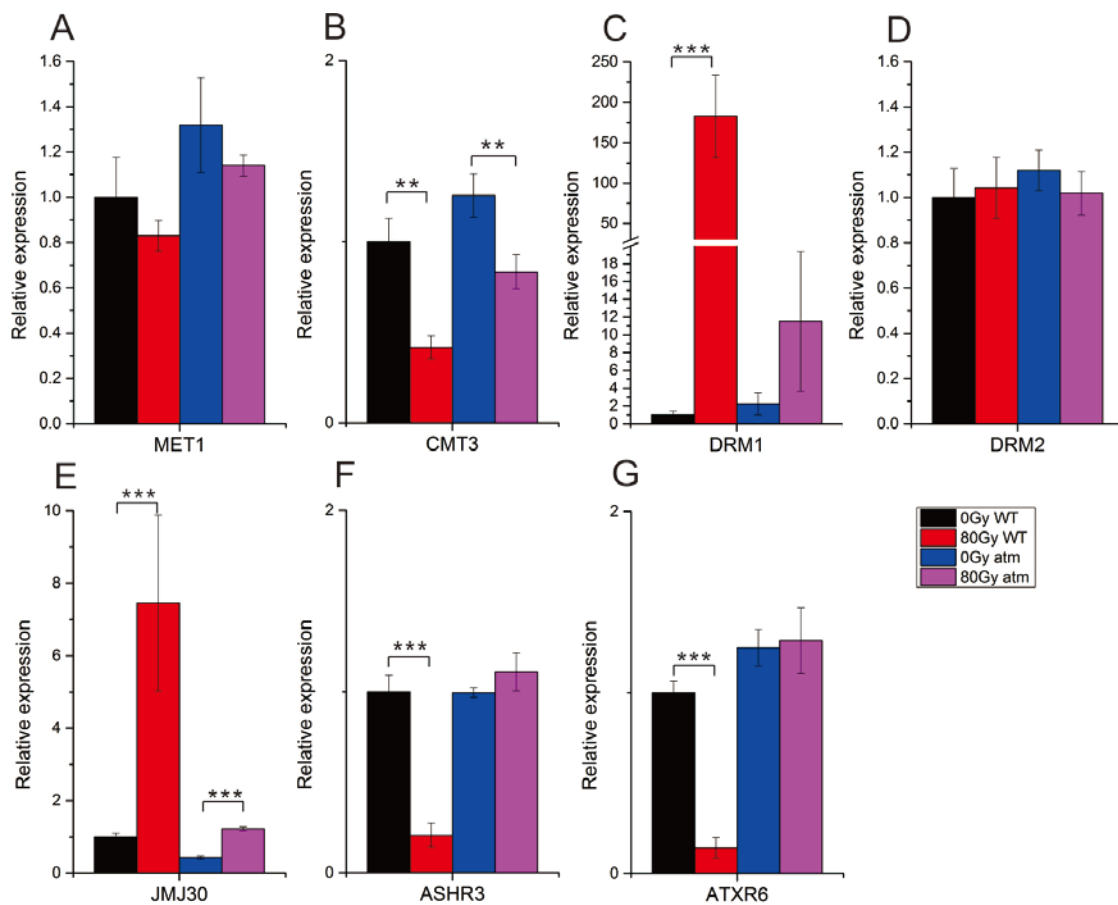 A
Relative expression
1.6
1.4
1.2
1.0
0.8
0.6
0.4
0.2
0.0
MET1
B
Relative expression
2
1
0
**
**
CMT3
C
Relative expression
250
200
150
100
50
18
16
14
12
10
8
6
4
2
0
***
DRM1
D
Relative expression
1.6
1.4
1.2
1.0
0.8
0.6
0.4
0.2
0.0
DRM2
E
Relative expression
10
8
6
4
2
0
***
***
JMJ30
F
Relative expression
2
1
0
***
ASHR3
G
Relative expression
2
1
0
***
ATXR6
0Gy WT
80Gy WT
0Gy atm
80Gy atm